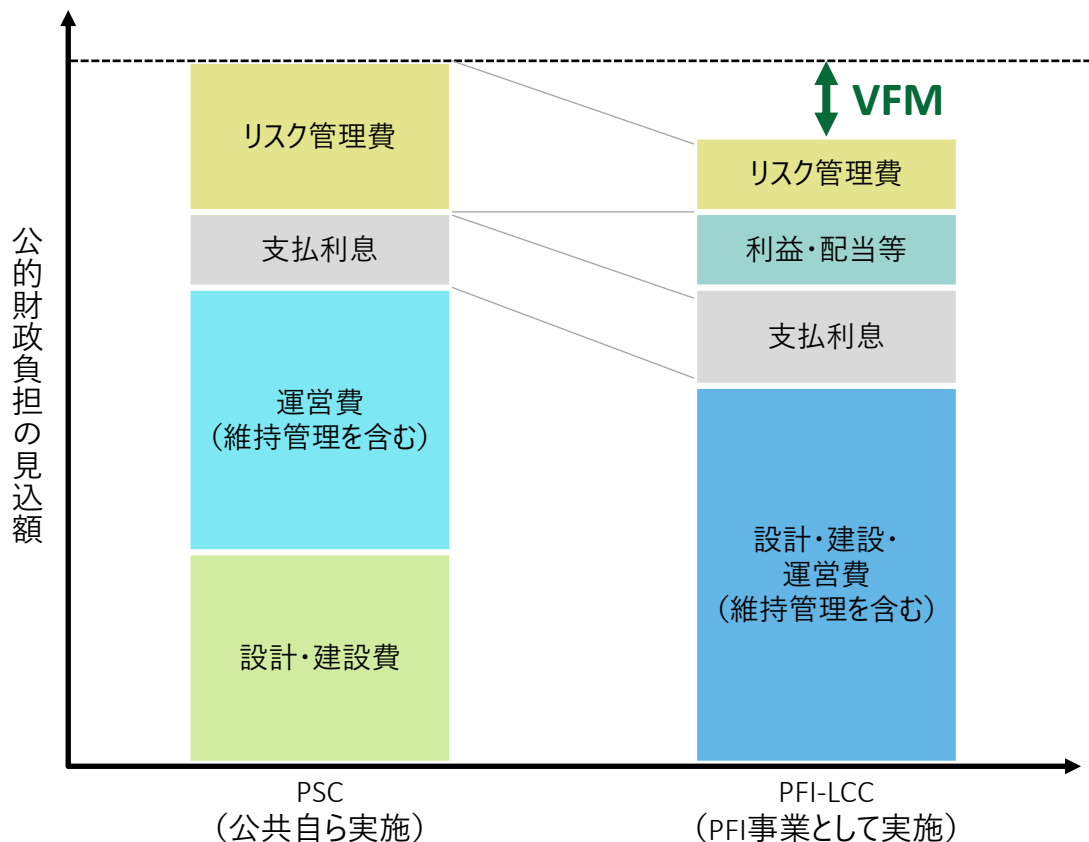 公的財政負担の見込額
リスク管理費
支払利息
運営費
（維持管理を含む）
設計・建設費
VFM
リスク管理費
利益・配当等
支払利息
設計・建設・
運営費
（維持管理を含む）
PSC
（公共自ら実施）
PFI-LCC
（PFI事業として実施）